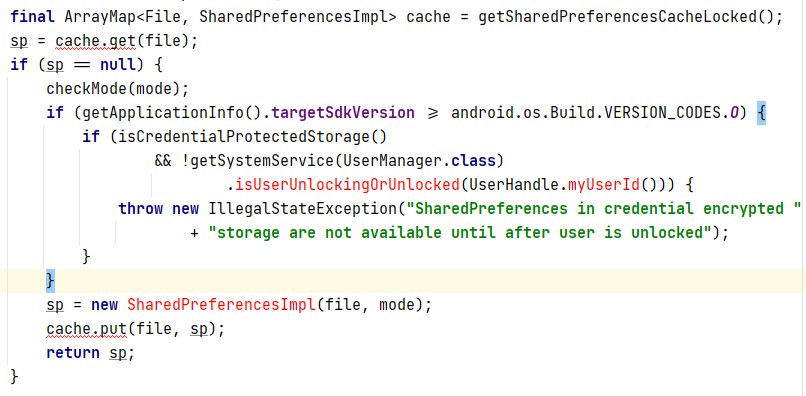 final ArrayMap<File, SharedPreferencesImpl> cache = getSharedPreferencesCacheLocked();
sp = cache.get(file);
if (sp == null) {
checkMode(mode);
if (getApplicationInfo().targetSdkVersion >= android.os.Build.VERSION_CODES.O) {
if (isCredentialProtectedStorage()
&& !getSystemService(UserManager.class)
.isUserUnlockingOrUnlocked(UserHandle.myUserId())) {
throw new IllegalStateException("SharedPreferences in credential encrypted "
+ "storage are not available until after user is unlocked");
}
}
sp = new SharedPreferencesImpl(file, mode);
cache.put(file, sp);
return sp;
}